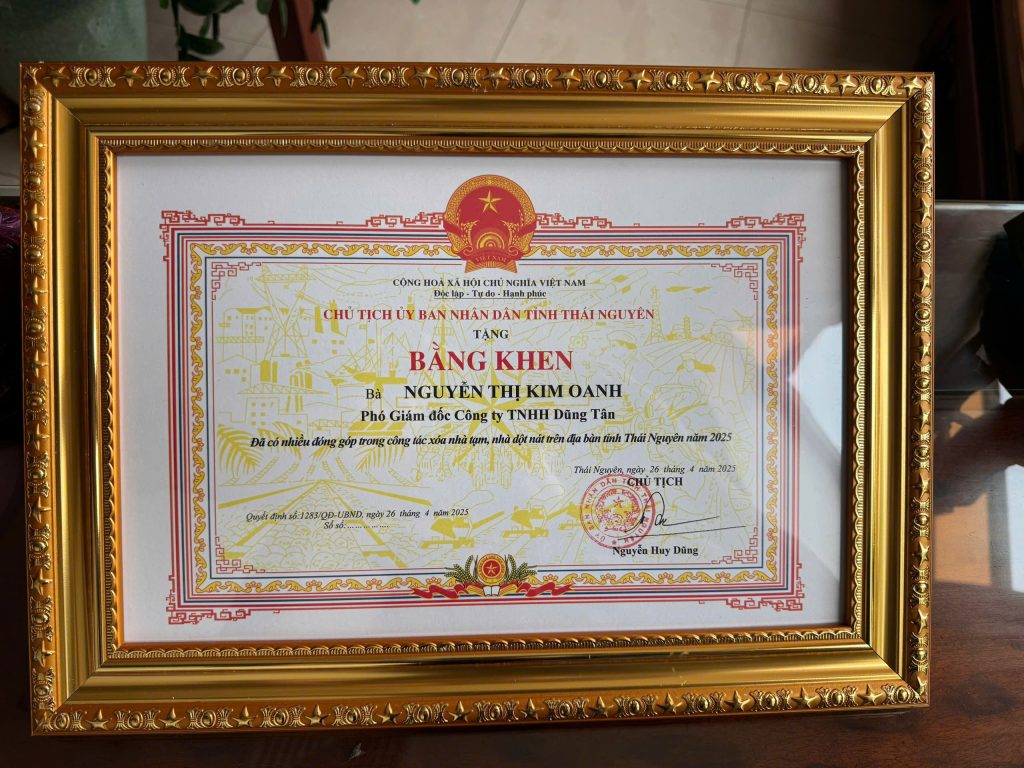 VIỆT NAM
CỘNG HOÀ XÃ HỘI CHỦ NGHĨA VIỆT NAM
Độc lập - Tự do - Hạnh phúc
CHỦ TỊCH ỦY BAN NHÂN DÂN TỈNH THÁI NGUYÊN
TẶNG
BẰNG KHEN
Bà NGUYỄN THỊ KIM OANH
Phó Giám đốc Công ty TNHH Dũng Tân
Đã có nhiều đóng góp trong công tác xóa nhà tạm, nhà dột nát trên địa bàn tỉnh Thái Nguyên năm 2025
Thái Nguyên, ngày 26 tháng 4 năm 2025
CHỦ TỊCH
Quyết định số:1283/QĐ-UBND, ngày 26 tháng 4 năm 2025
Sổ số:……………
Nguyễn Huy Dũng